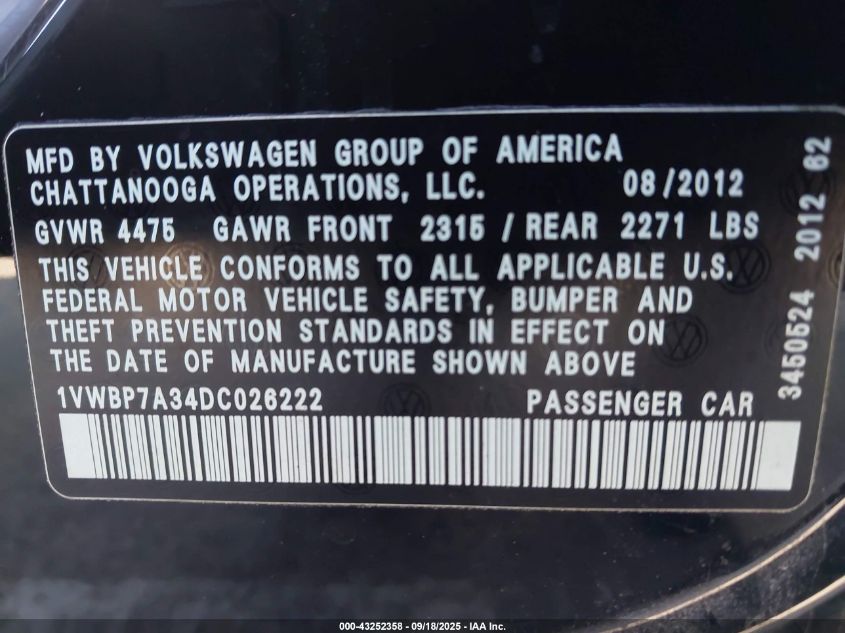 MFD BY VOLKSWAGEN GROUP OF AMERICA
CHATTANOOGA OPERATIONS, LLC. 08/2012
GVWR 4475 GAWR FRONT 2315 / REAR 2271 LBS
THIS VEHICLE CONFORMS TO ALL APPLICABLE U.S.
FEDERAL MOTOR VEHICLE SAFETY, BUMPER AND
THEFT PREVENTION STANDARDS IN EFFECT ON
THE DATE OF MANUFACTURE SHOWN ABOVE
1VWBP7A34DC026222 PASSENGER CAR
3450524 2012 62
000-43252358 - 09/18/2025 - IAA Inc.